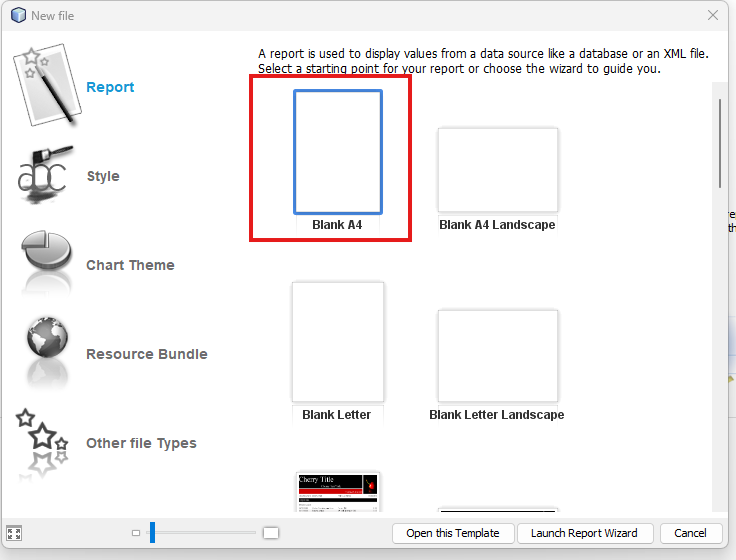 New file
A report is used to display values from a data source like a database or an XML file.
Select a starting point for your report or choose the wizard to guide you.
Report
Style
Chart Theme
Resource Bundle
Other file Types
Blank A4
Blank A4 Landscape
Blank Letter
Blank Letter Landscape
Cherry Title
Open this Template
Launch Report Wizard
Cancel